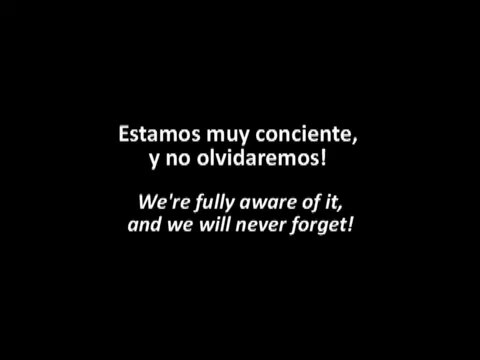 Estamos muy conciente,
y no olvidaremos!
We're fully aware of it,
and we will never forget!